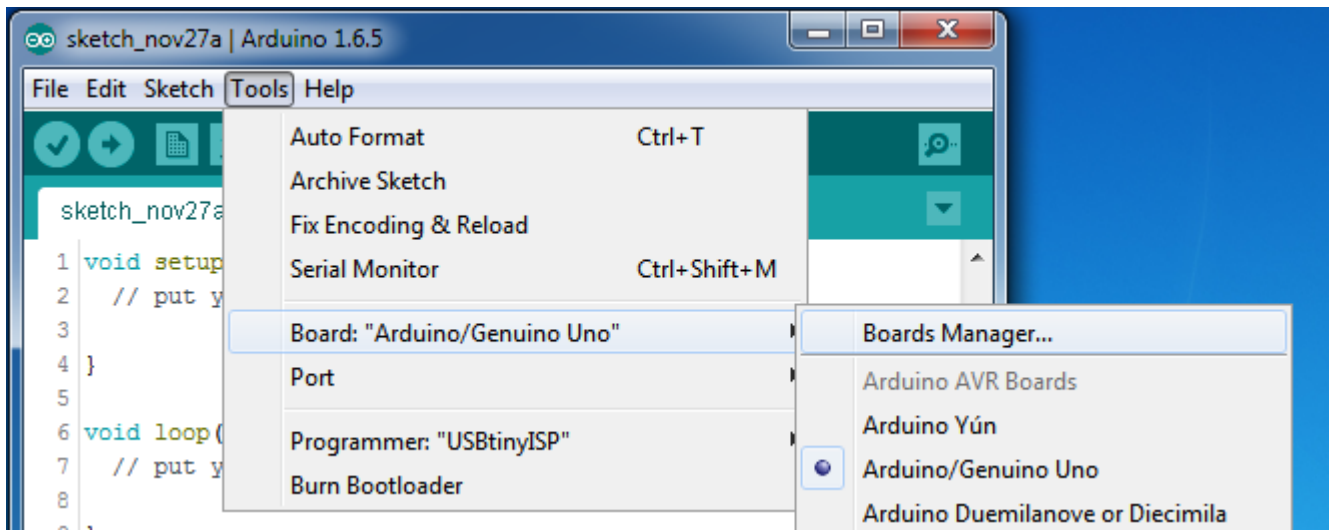 sketch_nov27a | Arduino 1.6.5
File Edit Sketch Tools Help
Auto Format Ctrl+T
Archive Sketch
Fix Encoding & Reload
Serial Monitor Ctrl+Shift+M
Board: "Arduino/Genuino Uno"
Port
Programmer: "USBtinyISP"
Burn Bootloader
Boards Manager...
Arduino AVR Boards
Arduino Yún
Arduino/Genuino Uno
Arduino Duemilanove or Diecimila
sketch_nov27a
1 void setup
2 // put y
3
4 }
5
6 void loop(
7 // put y
8